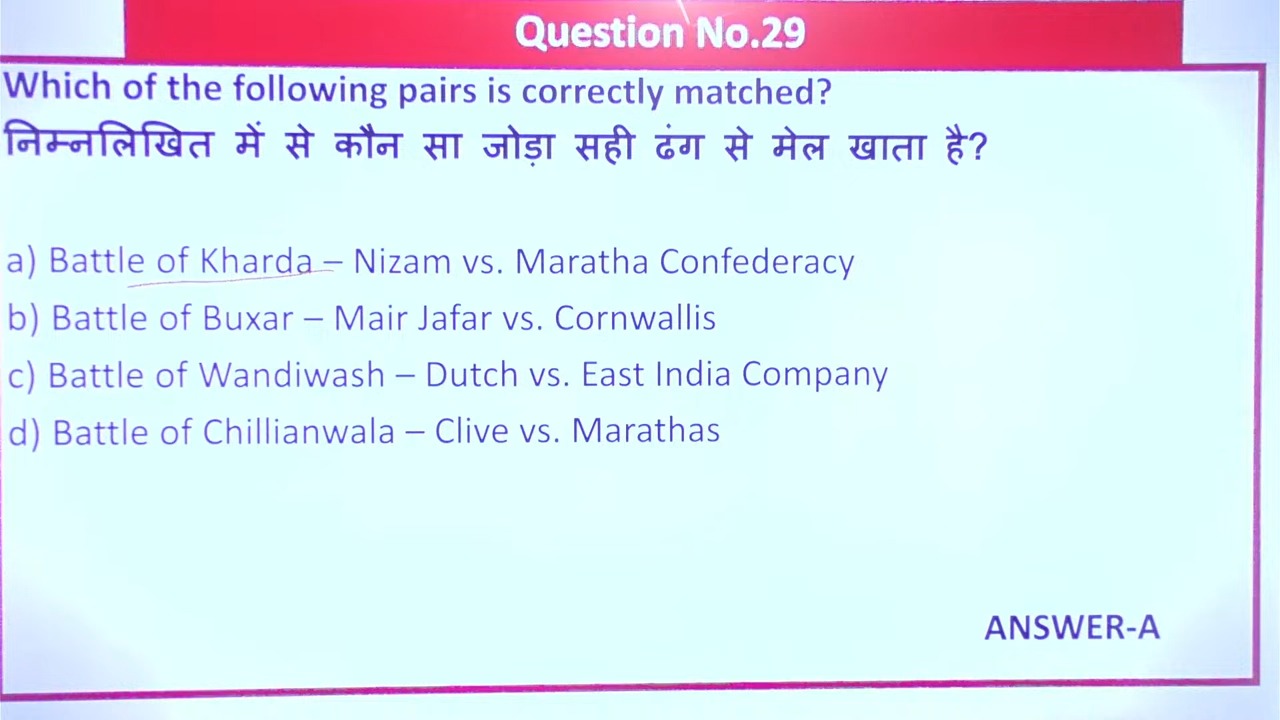 Question No.29
Which of the following pairs is correctly matched?
निम्नलिखित में से कौन सा जोड़ा सही ढंग से मेल खाता है?
a) Battle of Kharda – Nizam vs. Maratha Confederacy
b) Battle of Buxar – Mair Jafar vs. Cornwallis
c) Battle of Wandiwash – Dutch vs. East India Company
d) Battle of Chillianwala – Clive vs. Marathas
ANSWER-A